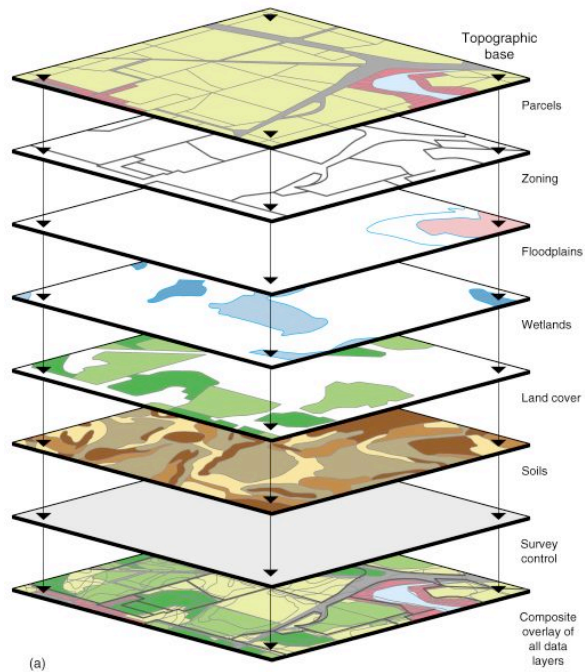 Topographic
base
Parcels
Zoning
Floodplains
Wetlands
Land cover
Soils
Survey
control
Composite
overlay of
all data
layers
(a)